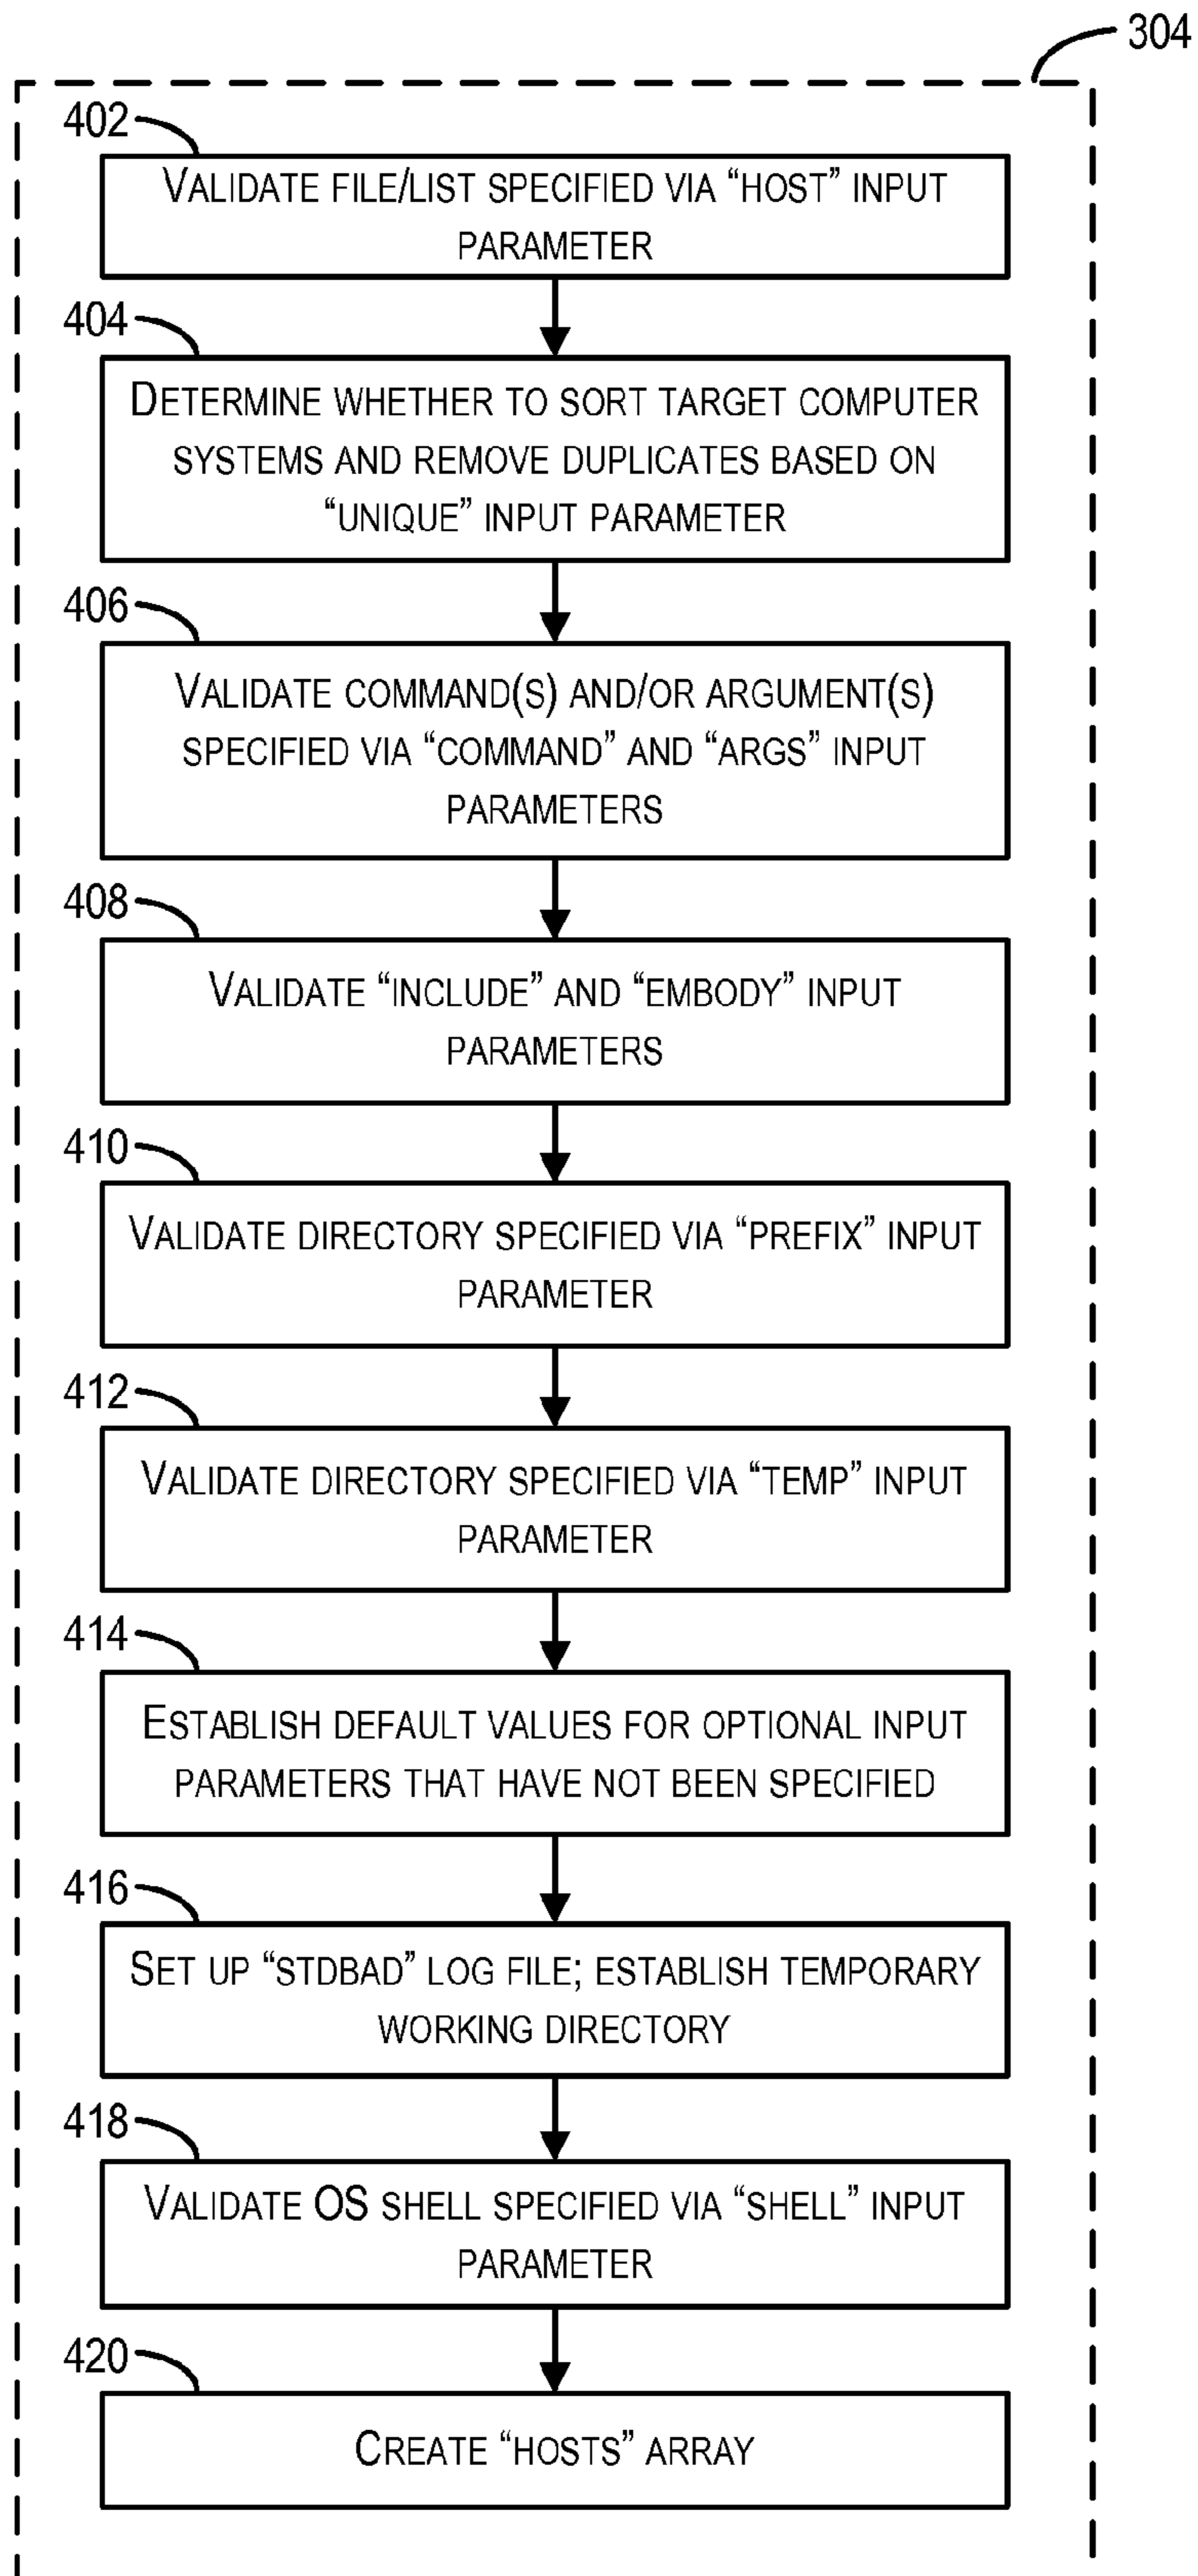 304
402
VALIDATE FILE/LIST SPECIFIED VIA “HOST” INPUT
PARAMETER
404
DETERMINE WHETHER TO SORT TARGET COMPUTER
SYSTEMS AND REMOVE DUPLICATES BASED ON
“UNIQUE” INPUT PARAMETER
406
VALIDATE COMMAND(S) AND/OR ARGUMENT(S)
SPECIFIED VIA “COMMAND” AND “ARGS” INPUT
PARAMETERS
408
VALIDATE “INCLUDE” AND “EMBODY” INPUT
PARAMETERS
410
VALIDATE DIRECTORY SPECIFIED VIA “PREFIX” INPUT
PARAMETER
412
VALIDATE DIRECTORY SPECIFIED VIA “TEMP” INPUT
PARAMETER
414
ESTABLISH DEFAULT VALUES FOR OPTIONAL INPUT
PARAMETERS THAT HAVE NOT BEEN SPECIFIED
416
SET UP “STDBAD” LOG FILE; ESTABLISH TEMPORARY
WORKING DIRECTORY
418
VALIDATE OS SHELL SPECIFIED VIA “SHELL” INPUT
PARAMETER
420
CREATE “HOSTS” ARRAY